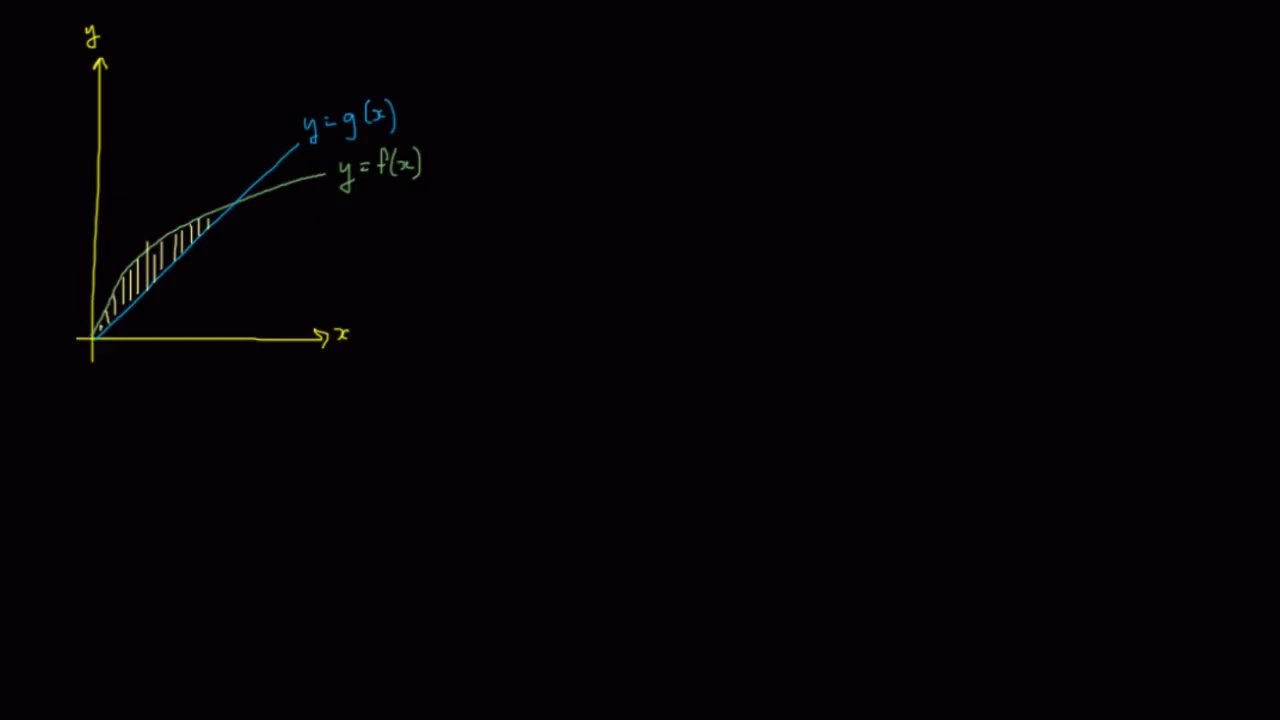 y
y = g(x)
y = f(x)
x